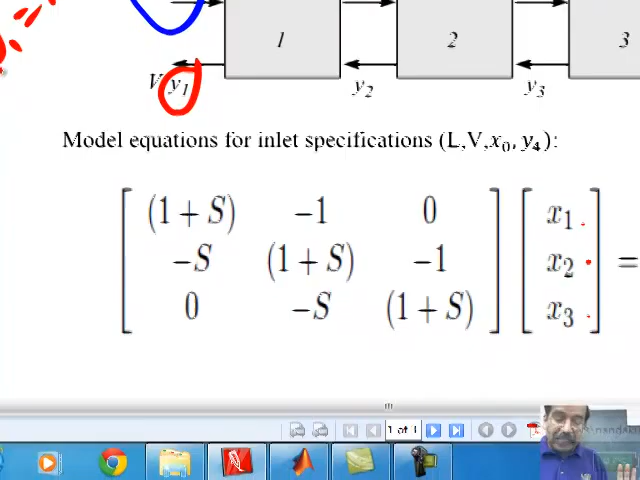 1 2 3
V, y₁ y₂ y₃
Model equations for inlet specifications (L,V,x₀, y₄):
(1 + S) −1 0 x₁
−S (1 + S) −1 x₂ =
0 −S (1 + S) x₃
1 of 1